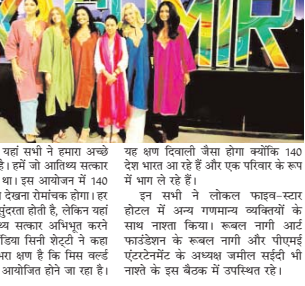 MIR
यहां सभी ने हमारा अच्छे
है। हमें जो आतिथ्य सत्कार
था। इस आयोजन में 140
देखना रोमांचक होगा। हर
सुंदरता होती है, लेकिन यहां
थ्य सत्कार अभिभूत करने
डिया सिनी शेट्टी ने कहा
भरा क्षण है कि मिस वर्ल्ड
आयोजित होने जा रहा है।
यह क्षण दिवाली जैसा होगा क्योंकि 140
देश भारत आ रहे हैं और एक परिवार के रूप
में भाग ले रहे हैं।
इन सभी ने लोकल फाइव-स्टार
होटल में अन्य गणमान्य व्यक्तियों के
साथ नाश्ता किया। रूबल नागी आर्ट
फाउंडेशन के रूबल नागी और पीएमई
एंटरटेनमेंट के अध्यक्ष जमील सईदी भी
नाश्ते के इस बैठक में उपस्थित रहे।